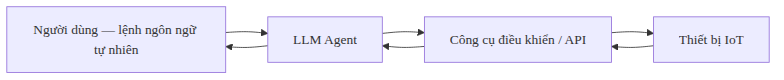 Người dùng — lệnh ngôn ngữ
tự nhiên
LLM Agent
Công cụ điều khiển / API
Thiết bị IoT